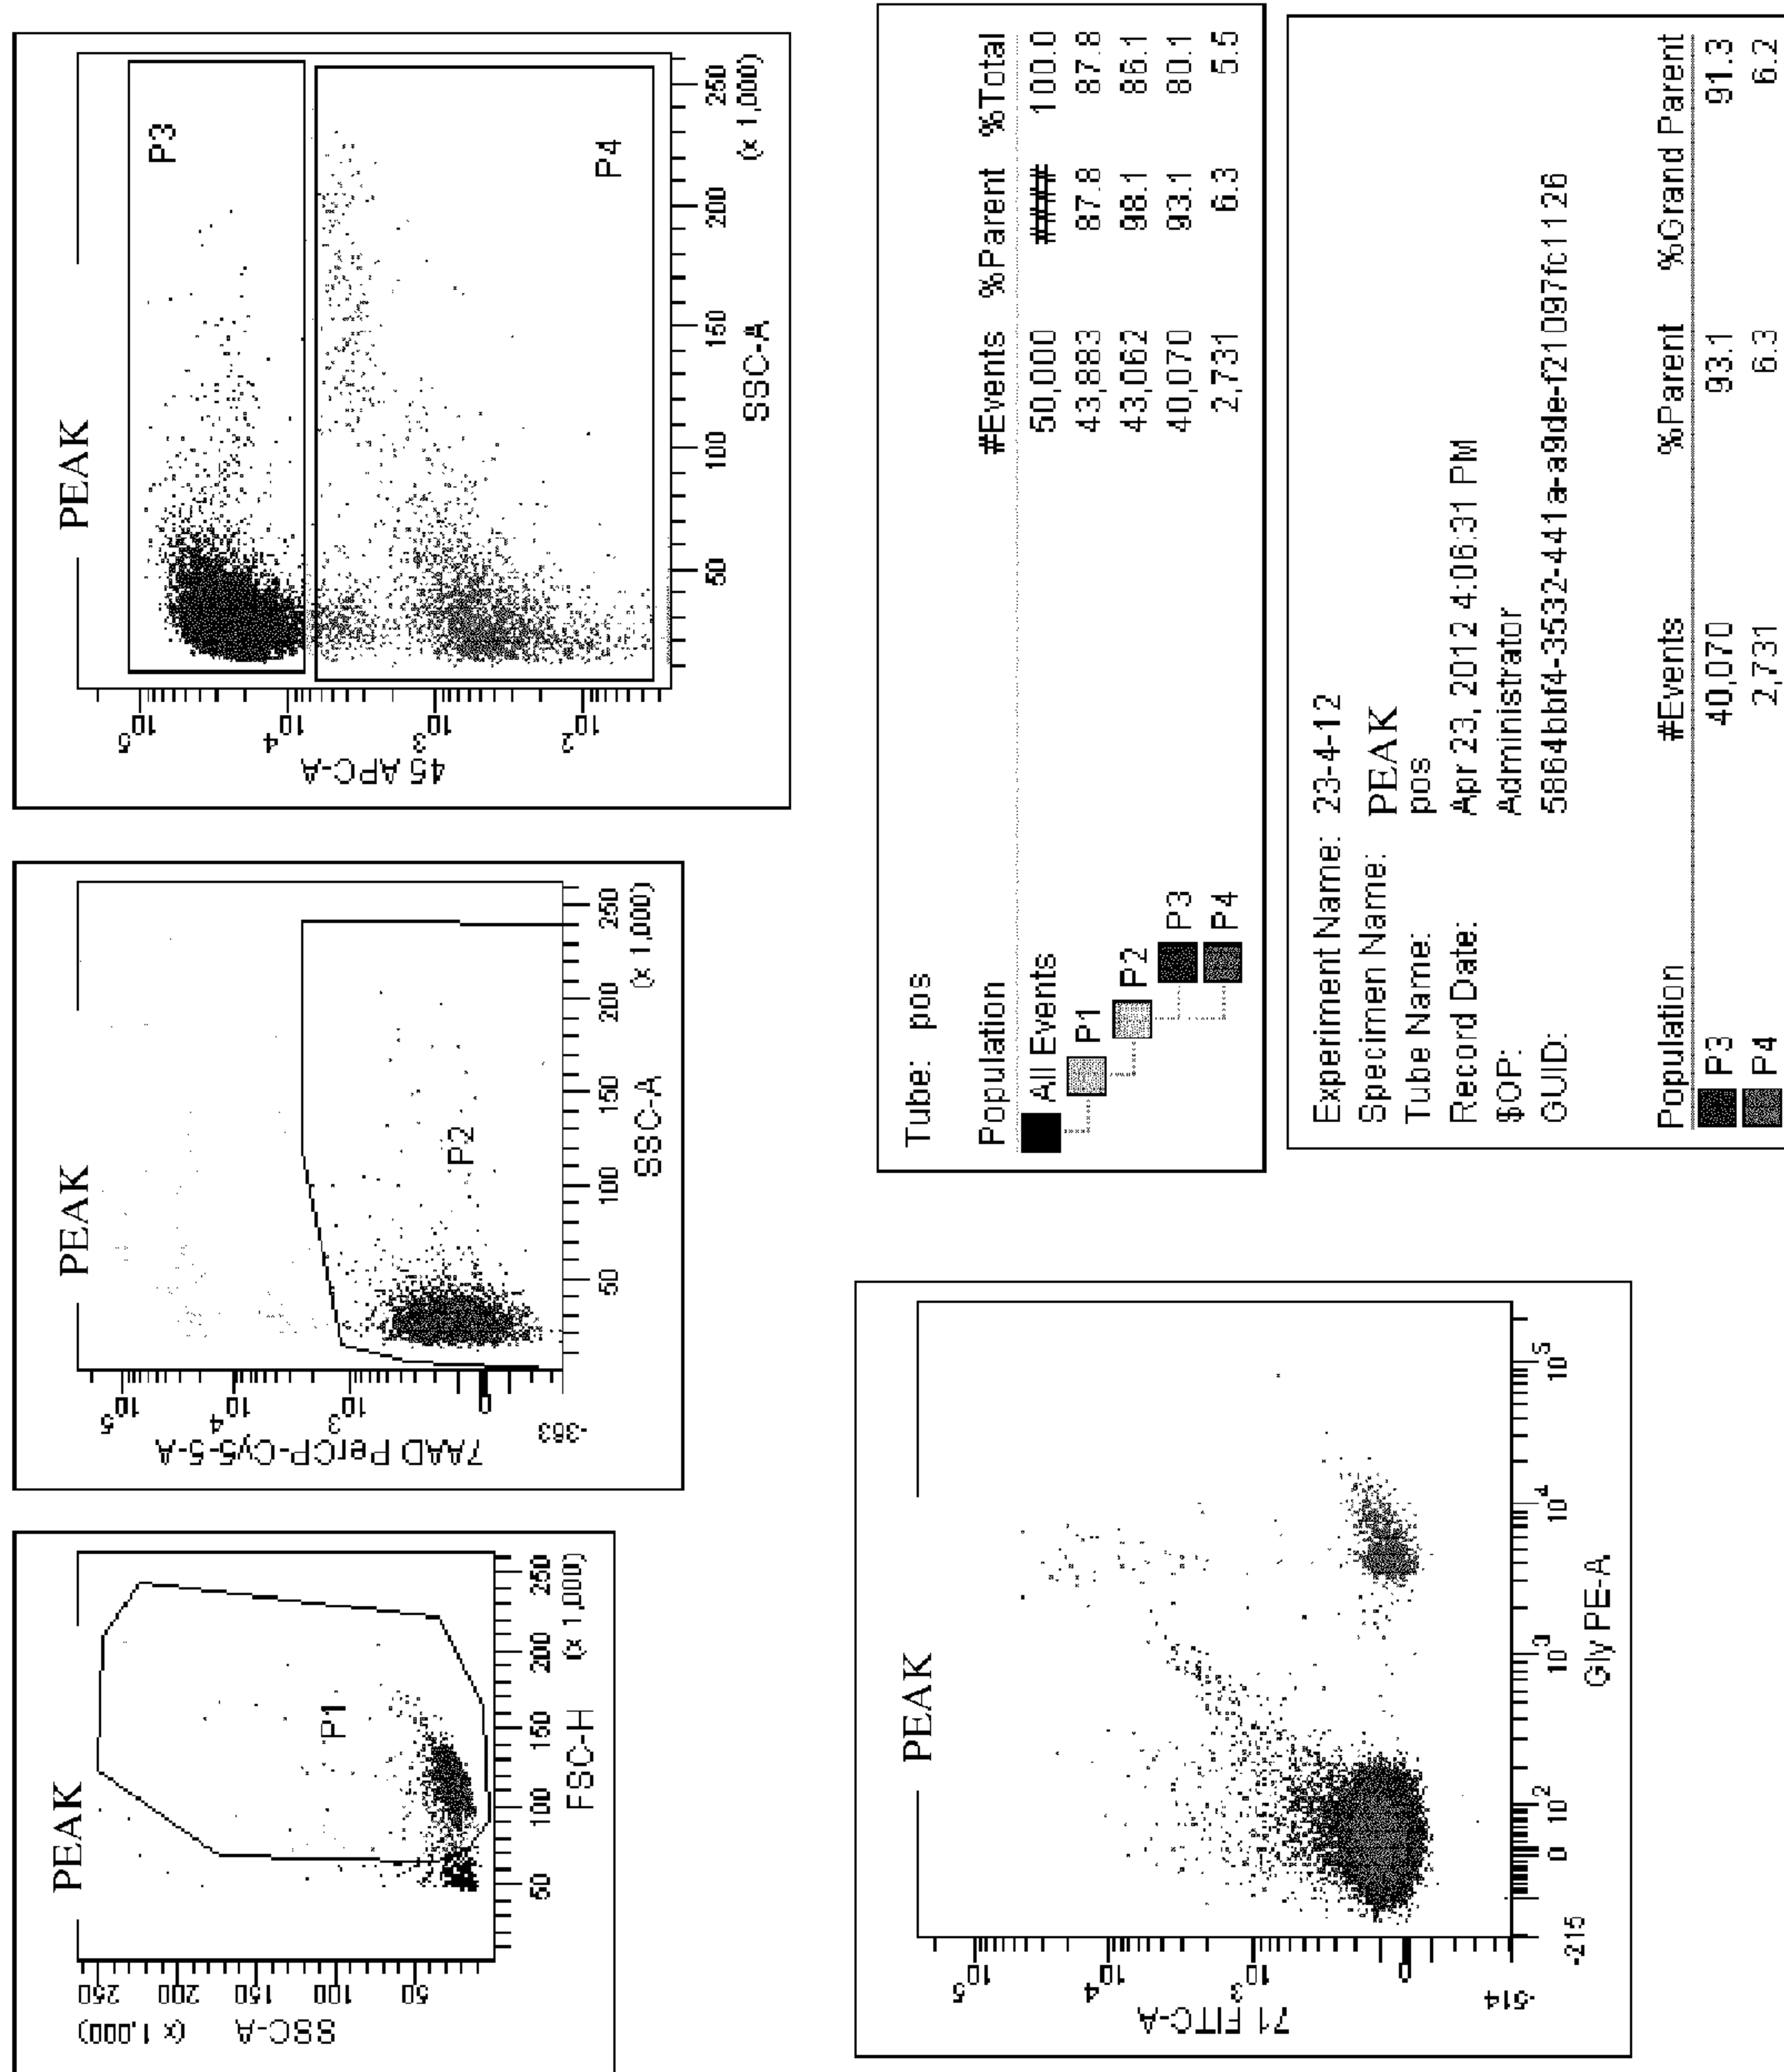 PEAK
SSC-A
(x 1,000)
250
200
150
100
50
P1
50
100
150
200
250
FSC-H
(x 1,000)
PEAK
7AAD PerCP-Cy5-5-A
10^5
10^4
10^3
0
-363
P2
50
100
150
200
250
SSC-A
(x 1,000)
PEAK
45 APC-A
10^5
10^4
10^3
10^2
P3
P4
50
100
150
200
250
SSC-A
(x 1,000)
PEAK
71 FITC-A
10^5
10^4
10^3
0
-514
-215
0
10^2
10^3
10^4
10^5
Gly PE-A
Tube: pos
Population #Events %Parent %Total
All Events 50,000 #### 100.0
P1 43,883 87.8 87.8
P2 43,062 98.1 86.1
P3 40,070 93.1 80.1
P4 2,731 6.3 5.5
Experiment Name: 23-4-12
Specimen Name: PEAK
Tube Name: pos
Record Date: Apr 23, 2012 4:06:31 PM
$OP: Administrator
GUID: 5864bbf4-3532-441a-a9de-f21097fc1126
Population #Events %Parent %Grand Parent
P3 40,070 93.1 91.3
P4 2,731 6.3 6.2